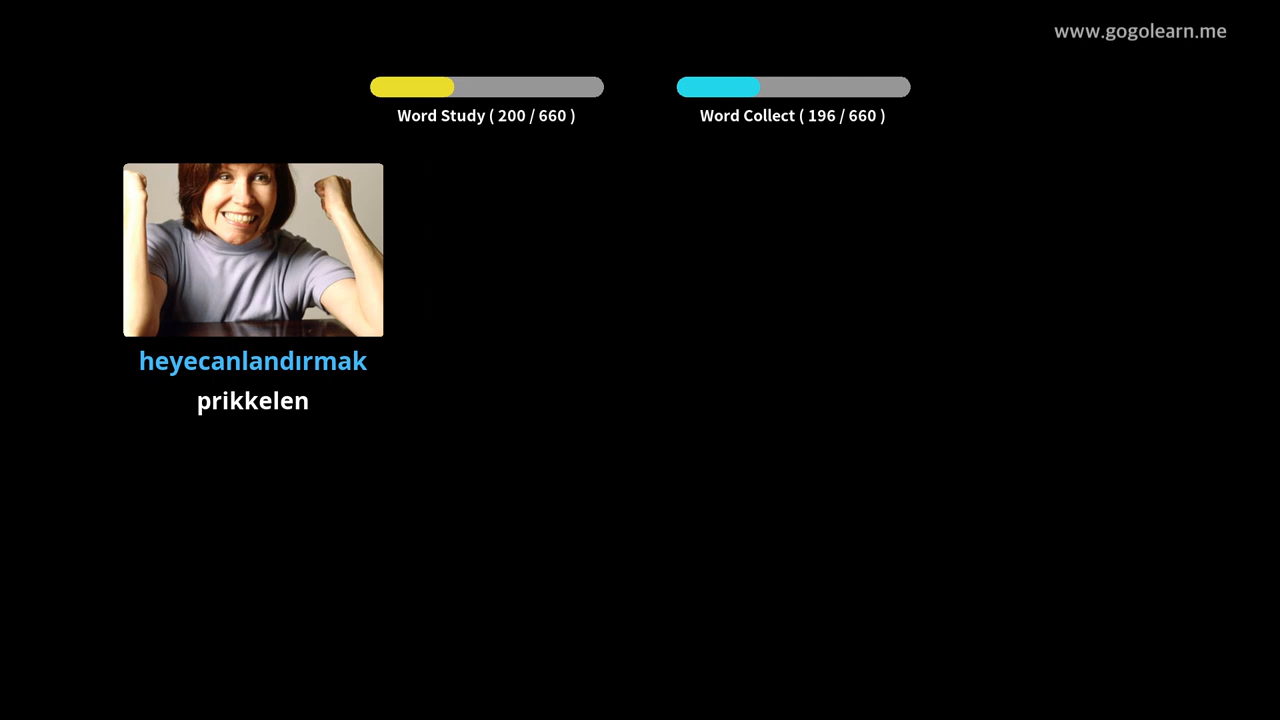 www.gogolearn.me
Word Study ( 200 / 660 )
Word Collect ( 196 / 660 )
heyecanlandırmak
prikkelen